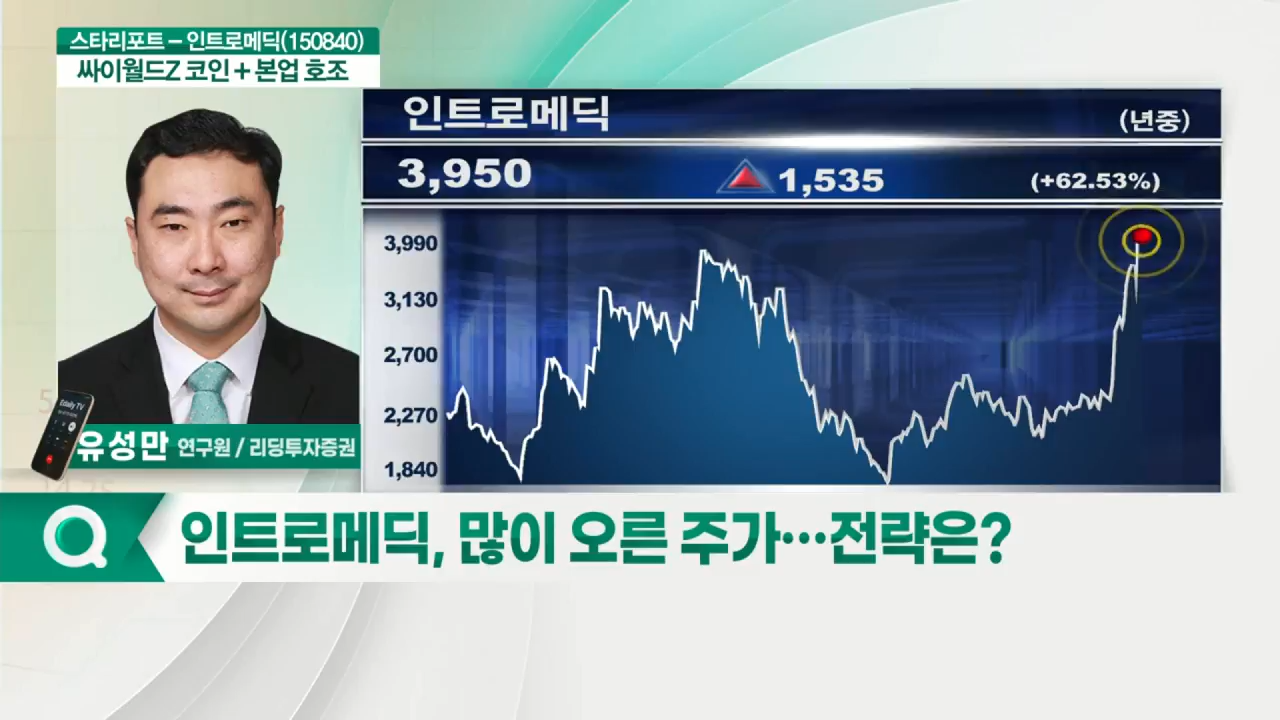 스타리포트 – 인트로메딕(150840)
싸이월드Z 코인 + 본업 호조
인트로메딕 (년중)
3,950 ▲ 1,535 (+62.53%)
3,990
3,130
2,700
2,270
1,840
Edaily TV
유성만 연구원 / 리딩투자증권
Q 인트로메딕, 많이 오른 주가…전략은?